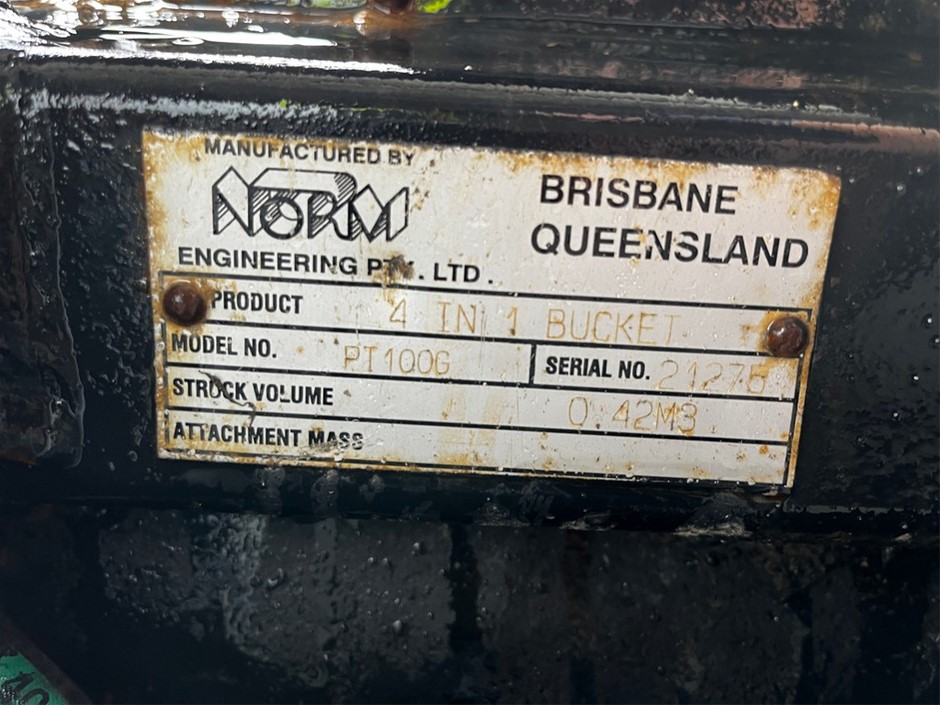 MANUFACTURED BY
NORM
ENGINEERING PTY. LTD.
BRISBANE
QUEENSLAND
PRODUCT 4 IN 1 BUCKET
MODEL NO. PT100G SERIAL NO. 21275
STRUCK VOLUME 0.42M3
ATTACHMENT MASS
10